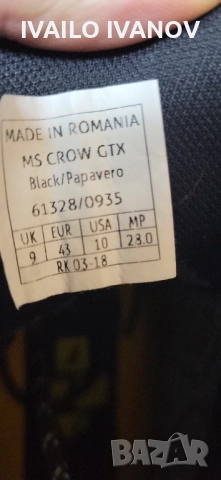 IVAILO IVANOV
MADE IN ROMANIA
MS CROW GTX
Black/Papavero
61328/0935
UK EUR USA MP
9 43 10 28.0
RK 03-18
BAZAR
bg